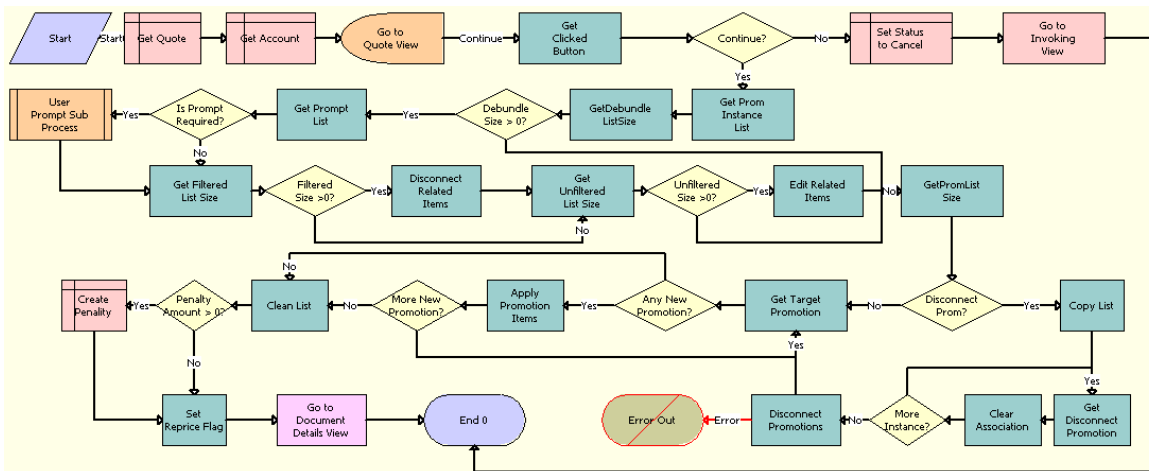 Start
Start
Get Quote
Get Account
Go to
Quote View
Continue
Get
Clicked
Button
Continue?
No
Set Status
to Cancel
Go to
Invoking
View
Yes
User
Prompt Sub
Process
Yes
Is Prompt
Required?
Get Prompt
List
Yes
Debundle
Size > 0?
GetDebundle
ListSize
Get Prom
Instance
List
No
Get Filtered
List Size
Filtered
Size >0?
Yes
Disconnect
Related
Items
Get
Unfiltered
List Size
Unfiltered
Size >0?
Yes
Edit Related
Items
No
GetPromList
Size
No
No
Create
Penality
Yes
Penalty
Amount > 0?
Clean List
No
More New
Promotion?
Apply
Promotion
Items
Yes
Any New
Promotion?
Get Target
Promotion
No
Disconnect
Prom?
Yes
Copy List
Yes
No
Yes
Set
Reprice Flag
Go to
Document
Details View
End 0
Error Out
Error
Disconnect
Promotions
No
More
Instance?
Clear
Association
Get
Disconnect
Promotion